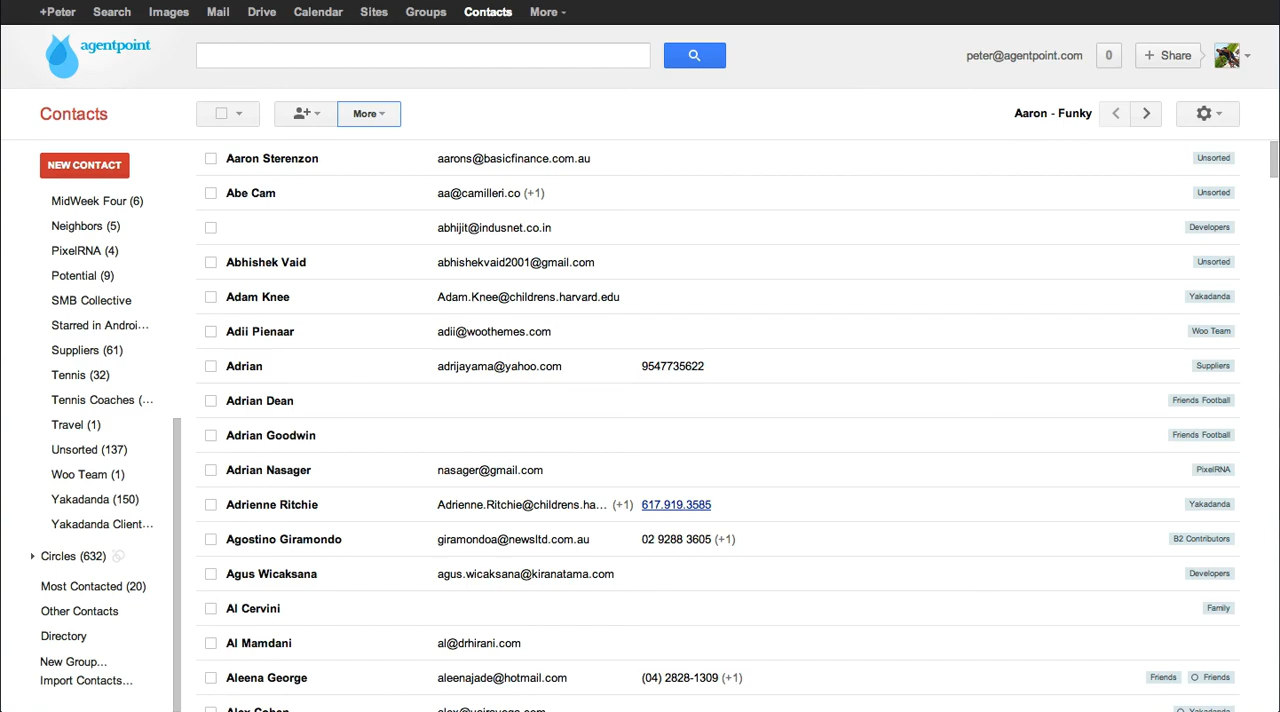 +Peter Search Images Mail Drive Calendar Sites Groups Contacts More
agentpoint
peter@agentpoint.com 0 + Share
Contacts
More
Aaron - Funky
NEW CONTACT
MidWeek Four (6)
Neighbors (5)
PixelRNA (4)
Potential (9)
SMB Collective
Starred in Androi...
Suppliers (61)
Tennis (32)
Tennis Coaches (...
Travel (1)
Unsorted (137)
Woo Team (1)
Yakadanda (150)
Yakadanda Client...
Circles (632)
Most Contacted (20)
Other Contacts
Directory
New Group...
Import Contacts...
Aaron Sterenzon aarons@basicfinance.com.au Unsorted
Abe Cam aa@camilleri.co (+1) Unsorted
abhijit@indusnet.co.in Developers
Abhishek Vaid abhishekvaid2001@gmail.com Unsorted
Adam Knee Adam.Knee@childrens.harvard.edu Yakadanda
Adii Pienaar adii@woothemes.com Woo Team
Adrian adrijayama@yahoo.com 9547735622 Suppliers
Adrian Dean Friends Football
Adrian Goodwin Friends Football
Adrian Nasager nasager@gmail.com PixelRNA
Adrienne Ritchie Adrienne.Ritchie@childrens.ha... (+1) 617.919.3585 Yakadanda
Agostino Giramondo giramondoa@newsltd.com.au 02 9288 3605 (+1) B2 Contributors
Agus Wicaksana agus.wicaksana@kiranatama.com Developers
Al Cervini Family
Al Mamdani al@drhirani.com
Aleena George aleenajade@hotmail.com (04) 2828-1309 (+1) Friends Friends